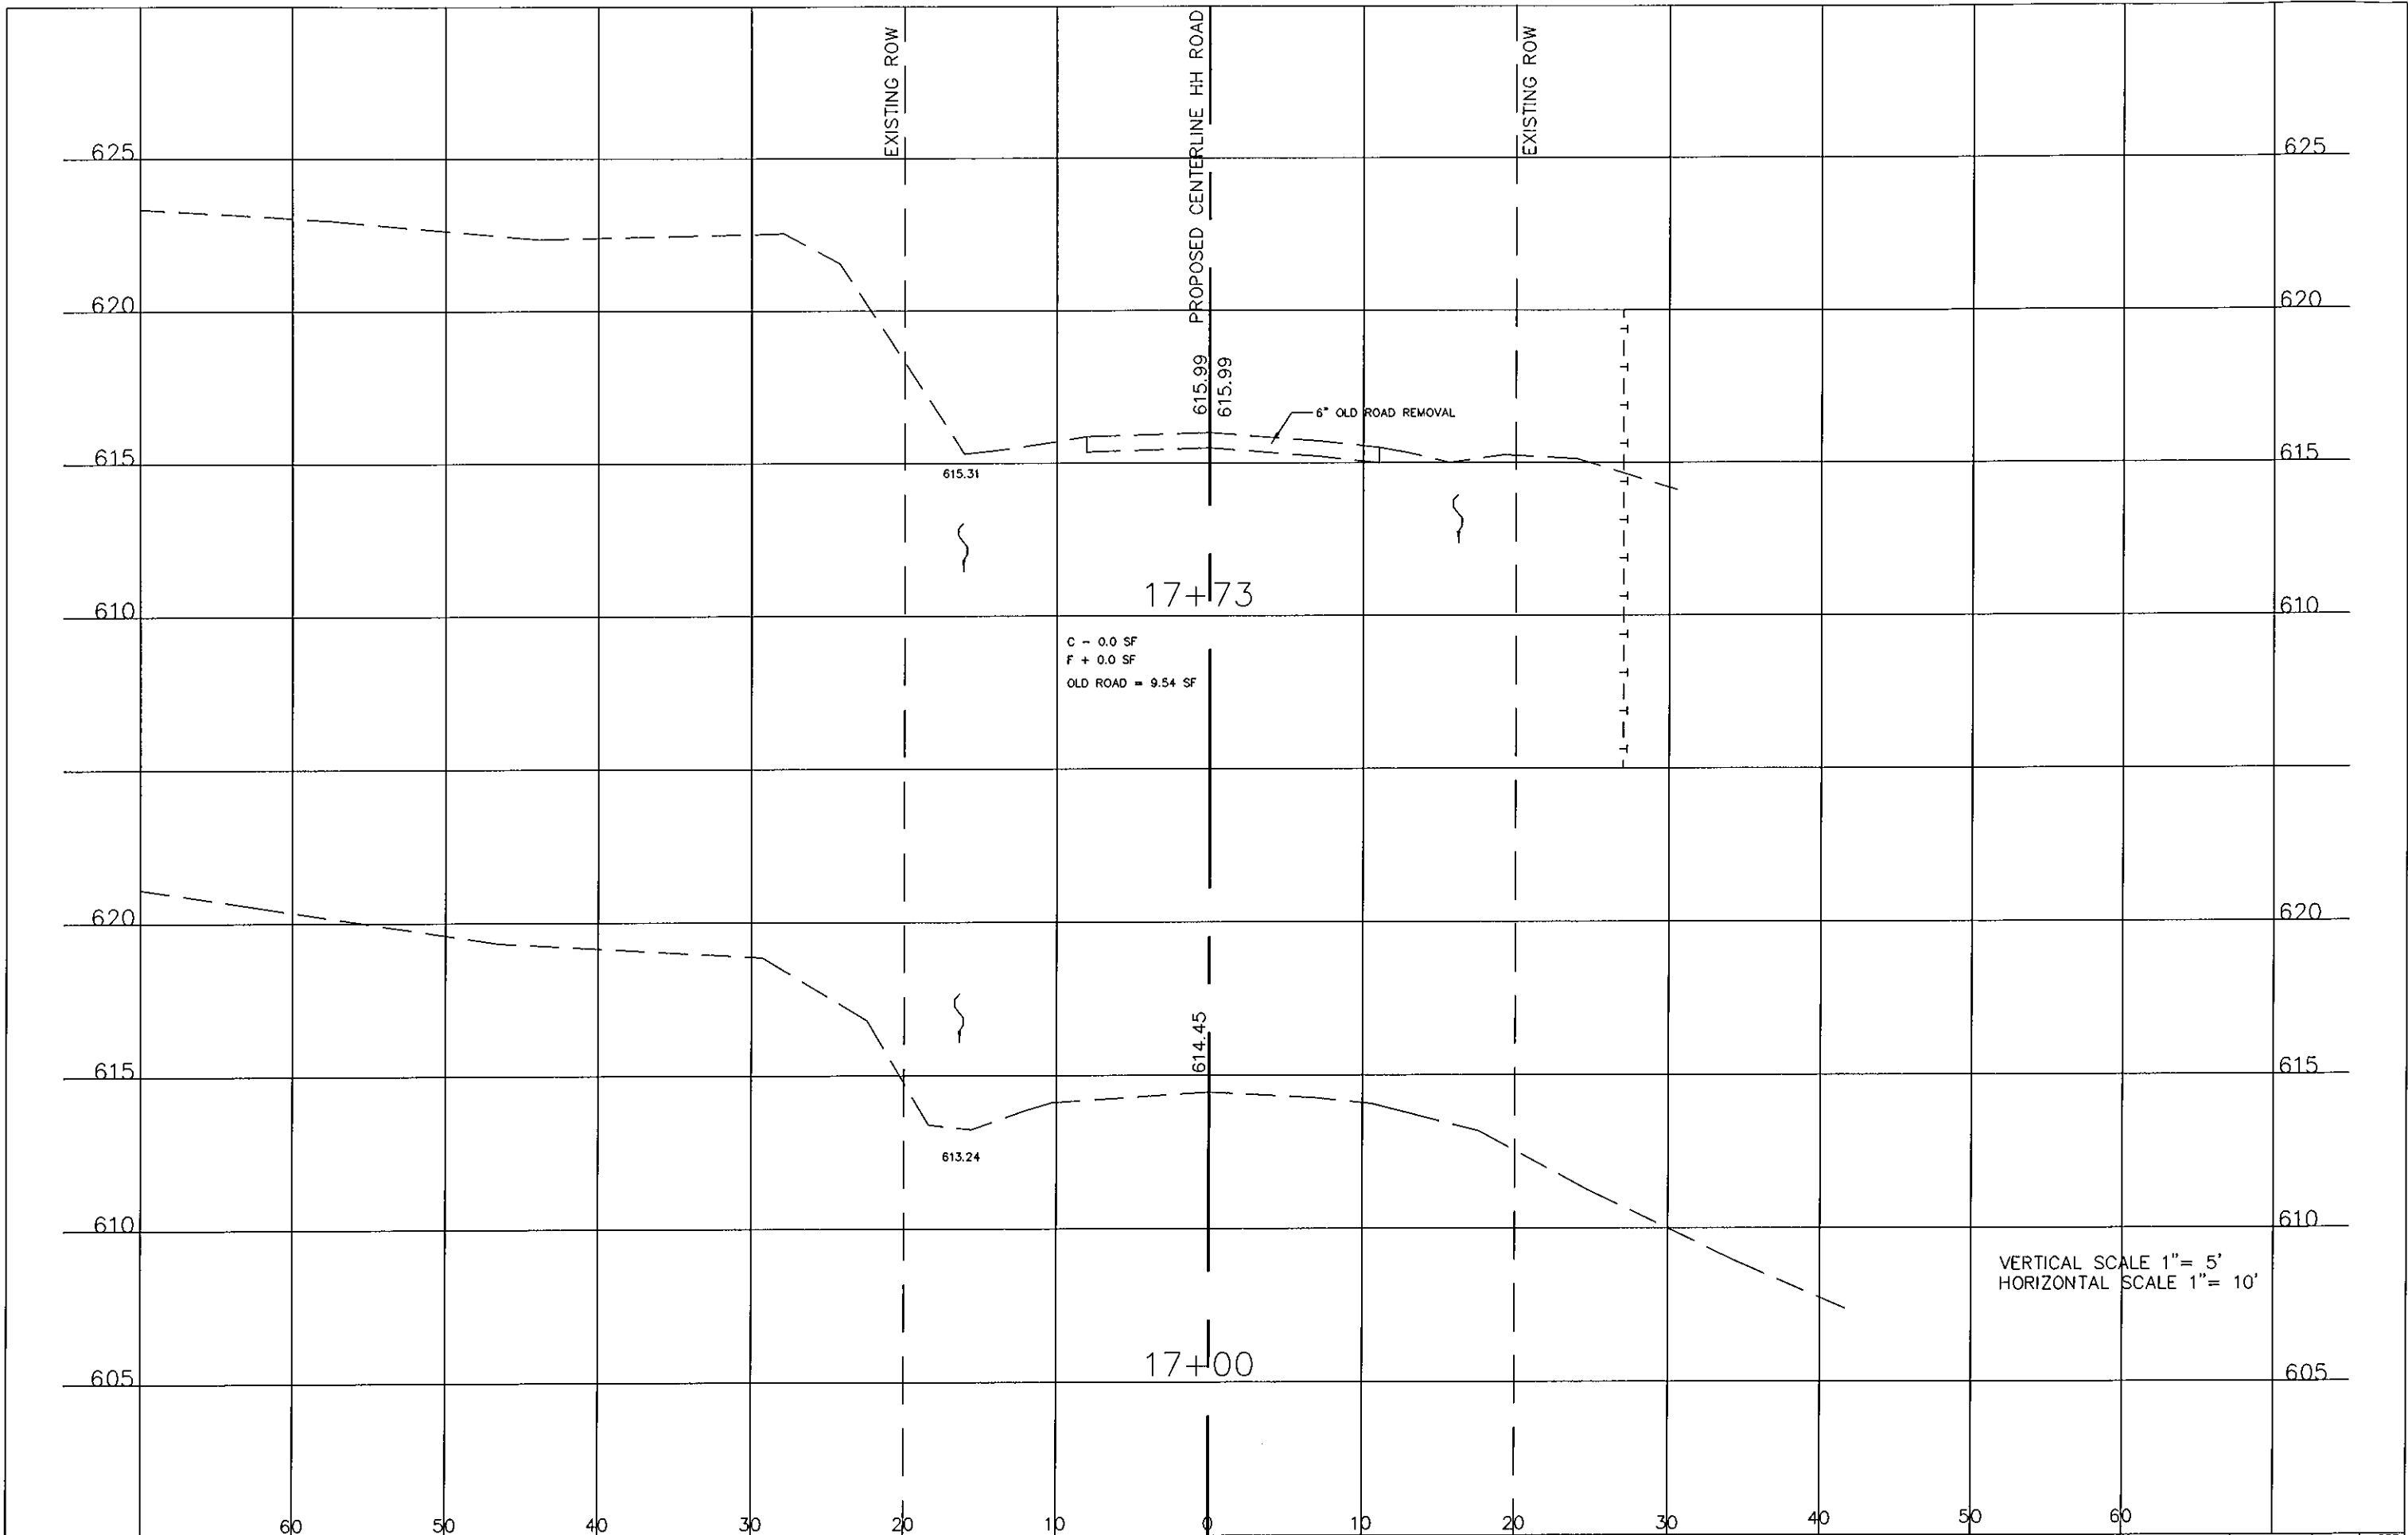 EXISTING ROW
PROPOSED CENTERLINE HH ROAD
EXISTING ROW
625
625
620
620
615.99
615.99
6" OLD ROAD REMOVAL
615
615
615.31
17+73
610
610
C - 0.0 SF
F + 0.0 SF
OLD ROAD = 9.54 SF
620
620
614.45
615
615
613.24
610
610
VERTICAL SCALE 1"= 5'
HORIZONTAL SCALE 1"= 10'
17+00
605
605
60 50 40 30 20 10 0 10 20 30 40 50 60